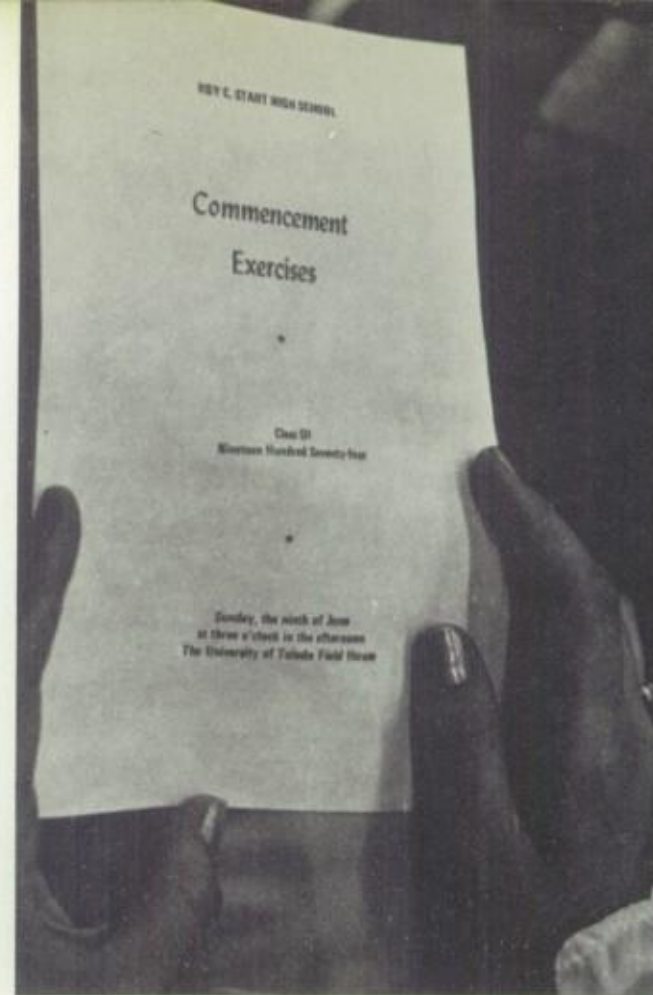 ROY C. START HIGH SCHOOL
Commencement
Exercises
Class Of
Nineteen Hundred Seventy-four
Sunday, the ninth of June
at three o'clock in the afternoon
The University of Toledo Field House